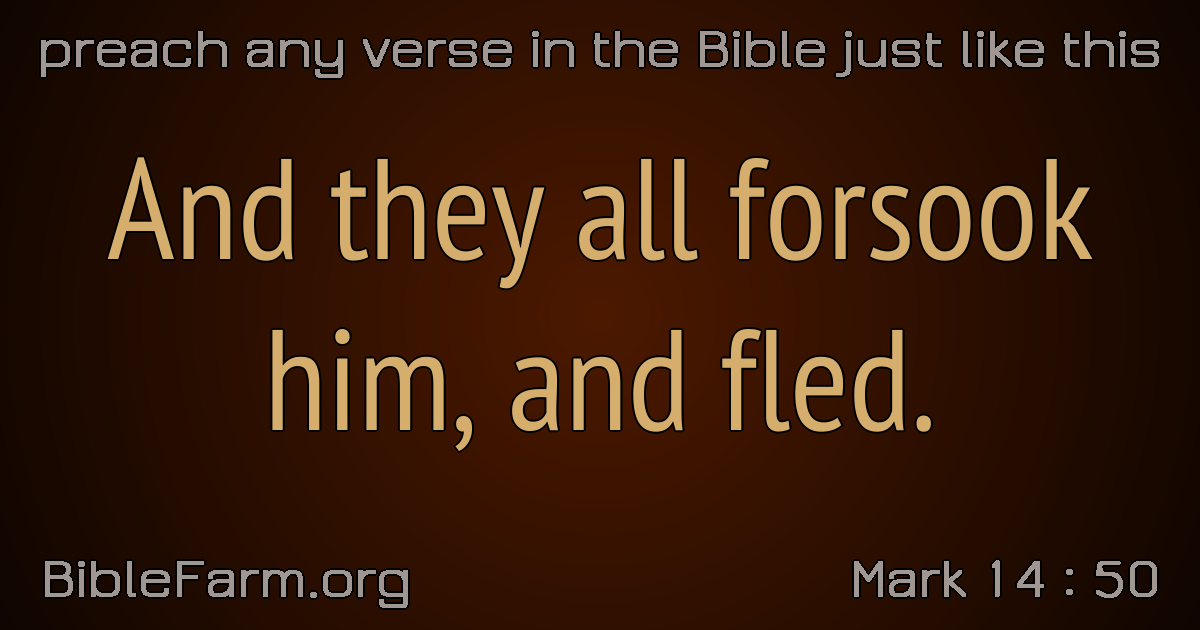 preach any verse in the Bible just like this
And they all forsook
him, and fled.
BibleFarm.org
Mark 14 : 50